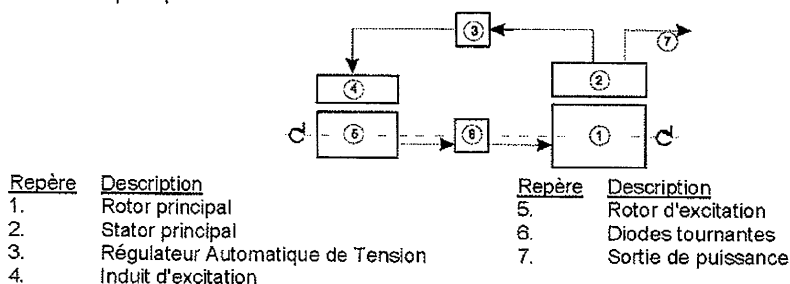 3
7
2
4
5
6
1
Repère Description
1. Rotor principal
2. Stator principal
3. Régulateur Automatique de Tension
4. Induit d'excitation
Repère Description
5. Rotor d'excitation
6. Diodes tournantes
7. Sortie de puissance